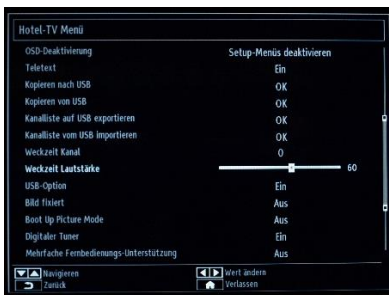 Hotel-TV Menü
OSD-Deaktivierung Setup-Menüs deaktivieren
Teletext Ein
Kopieren nach USB OK
Kopieren von USB OK
Kanalliste auf USB exportieren OK
Kanalliste vom USB importieren OK
Weckzeit Kanal 0
Weckzeit Lautstärke 60
USB-Option Ein
Bild fixiert Aus
Boot Up Picture Mode Aus
Digitaler Tuner Ein
Mehrfache Fernbedienungs-Unterstützung Aus
Navigieren Wert ändern
Zurück Verlassen